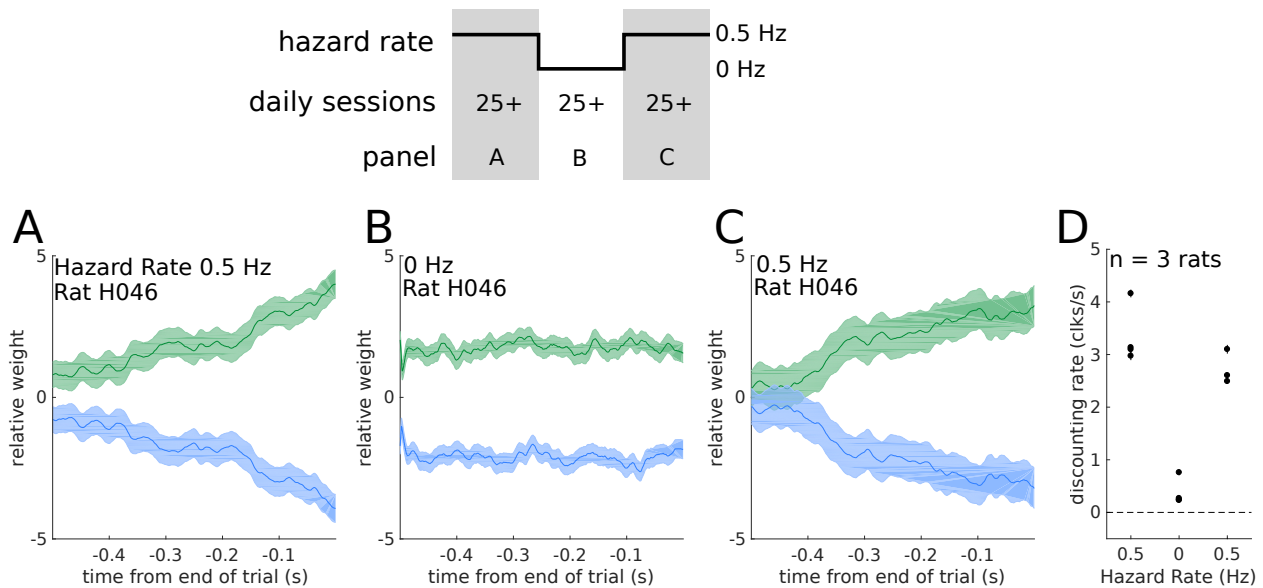 hazard rate
0.5 Hz
0 Hz
daily sessions 25+ 25+ 25+
panel A B C
A
Hazard Rate 0.5 Hz
Rat H046
5
0
-5
relative weight
-0.4 -0.3 -0.2 -0.1
time from end of trial (s)
B
0 Hz
Rat H046
5
0
-5
relative weight
-0.4 -0.3 -0.2 -0.1
time from end of trial (s)
C
0.5 Hz
Rat H046
5
0
-5
relative weight
-0.4 -0.3 -0.2 -0.1
time from end of trial (s)
D
n = 3 rats
5
4
3
2
1
0
discounting rate (clks/s)
0.5 0 0.5
Hazard Rate (Hz)